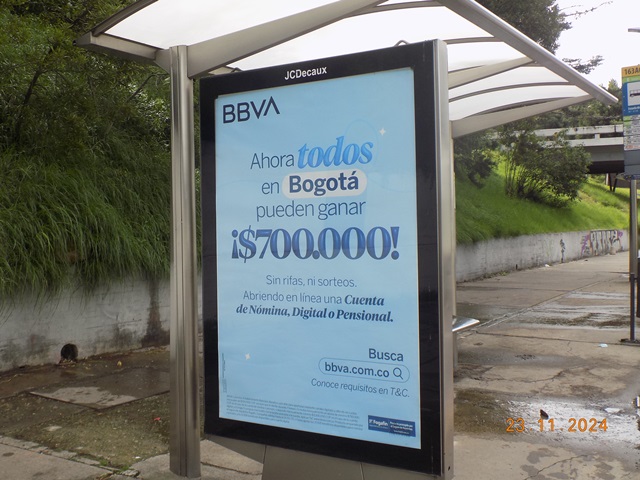 JCDecaux
BBVA
Ahora todos
en Bogotá
pueden ganar
¡$700.000!
Sin rifas, ni sorteos.
Abriendo en línea una Cuenta
de Nómina, Digital o Pensional.
Busca
bbva.com.co
Conoce requisitos en T&C.
Fogafín
23.11.2024